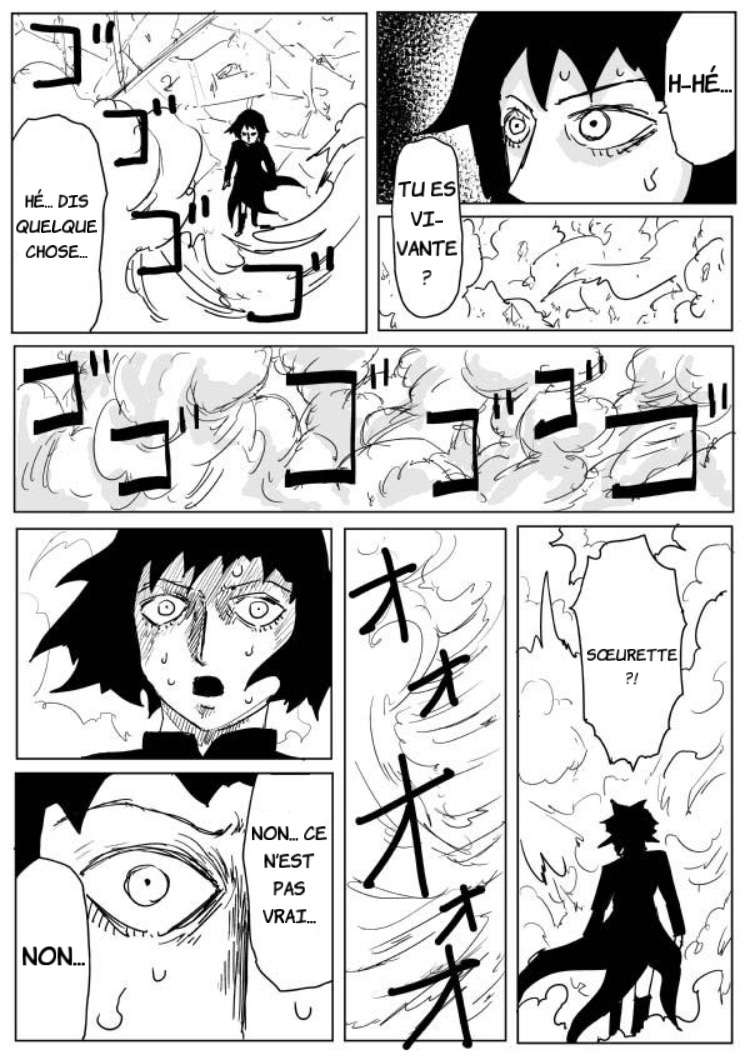 H-HÉ...
TU ES
VI-
VANTE
?
HÉ... DIS
QUELQUE
CHOSE...
ゴ
ゴ
ゴ
ゴ
ゴ
ゴ
ゴ
ゴ
ゴ
ゴ
SŒURETTE
?!
オ
オ
オ
オ
オ
NON... CE
N'EST
PAS
VRAI...
NON...